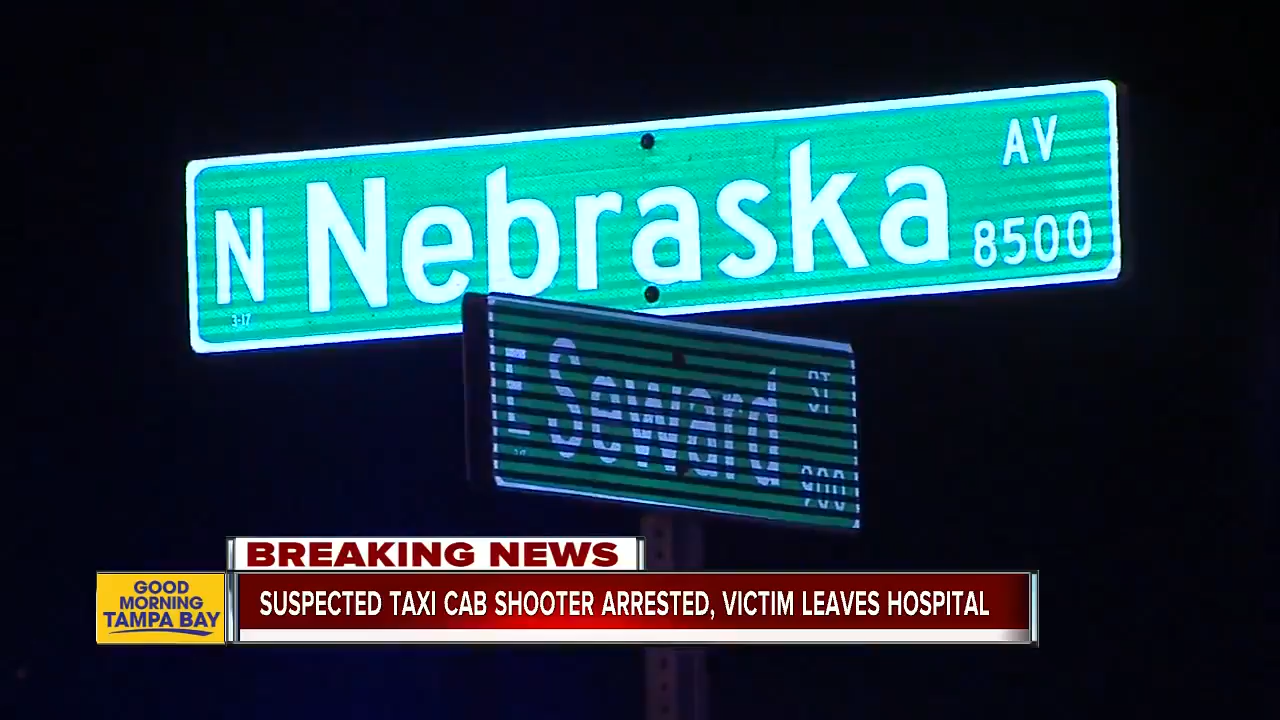 N Nebraska AV 8500
3-17
E Seward ST 900
BREAKING NEWS
GOOD
MORNING
TAMPA BAY
SUSPECTED TAXI CAB SHOOTER ARRESTED, VICTIM LEAVES HOSPITAL